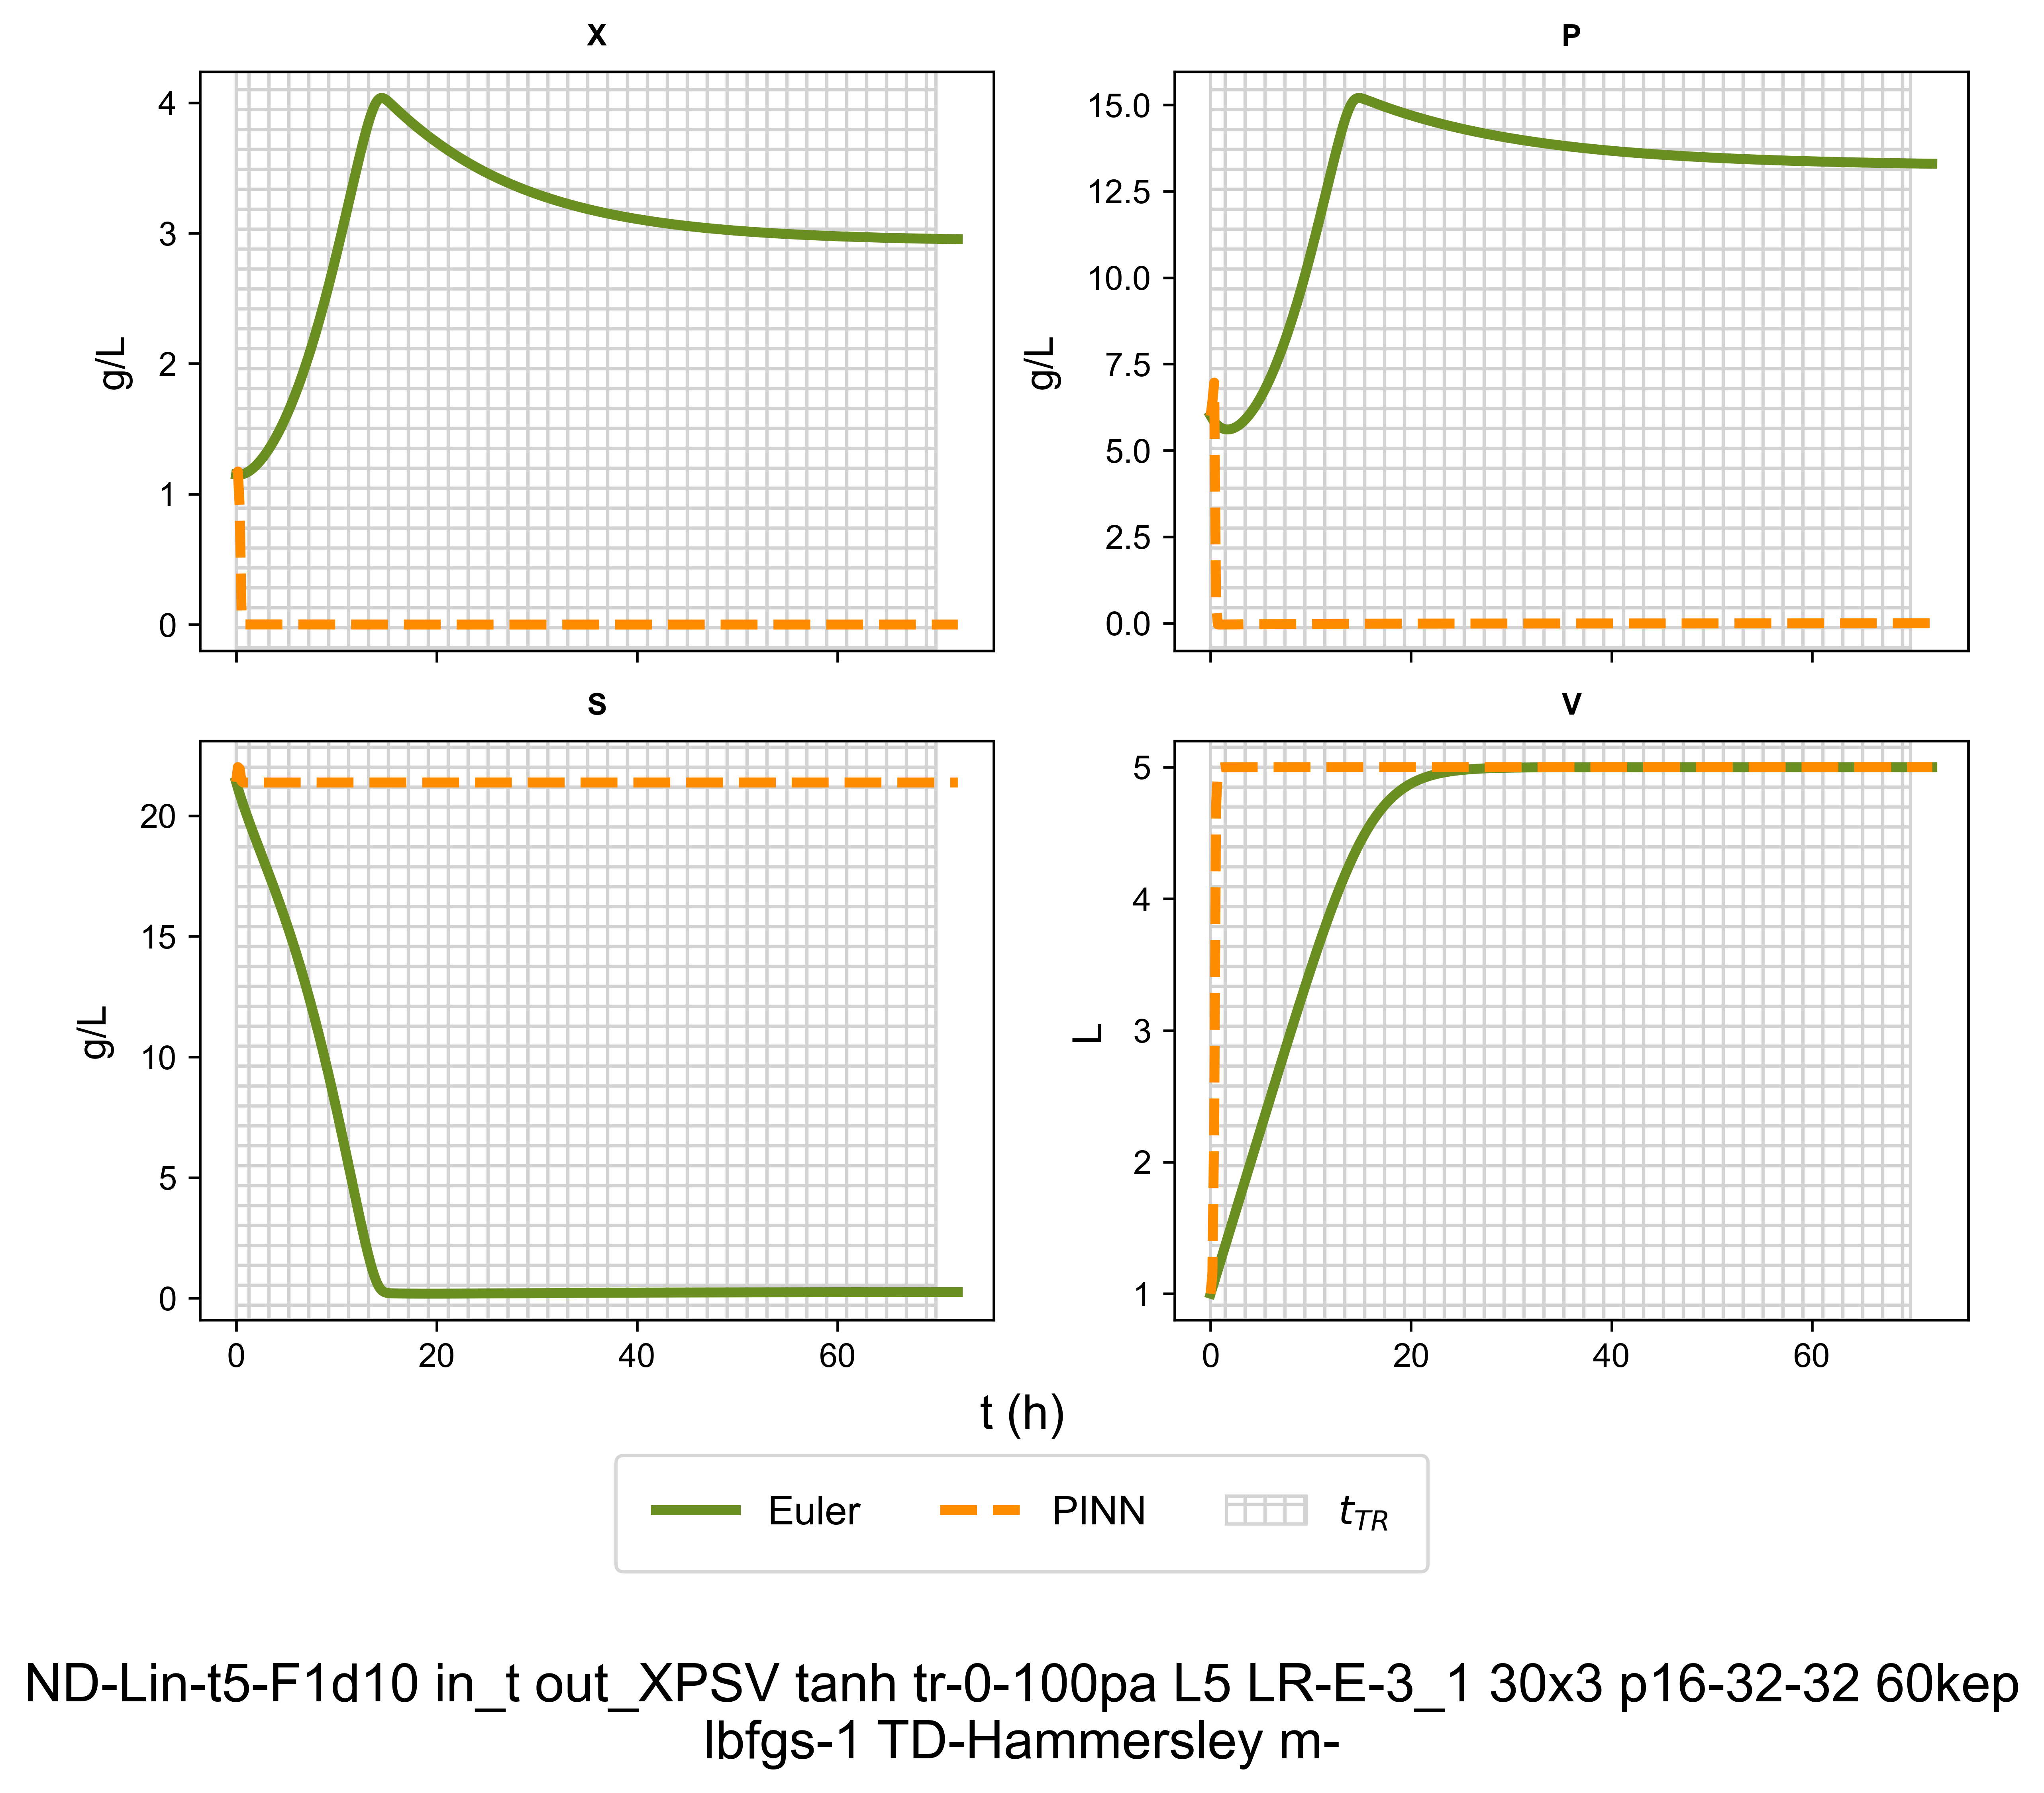 X
4
3
2
1
0
g/L
P
15.0
12.5
10.0
7.5
5.0
2.5
0.0
g/L
S
20
15
10
5
0
g/L
0 20 40 60
V
5
4
3
2
1
L
0 20 40 60
t (h)
Euler PINN t_TR
ND-Lin-t5-F1d10 in_t out_XPSV tanh tr-0-100pa L5 LR-E-3_1 30x3 p16-32-32 60kep
lbfgs-1 TD-Hammersley m-